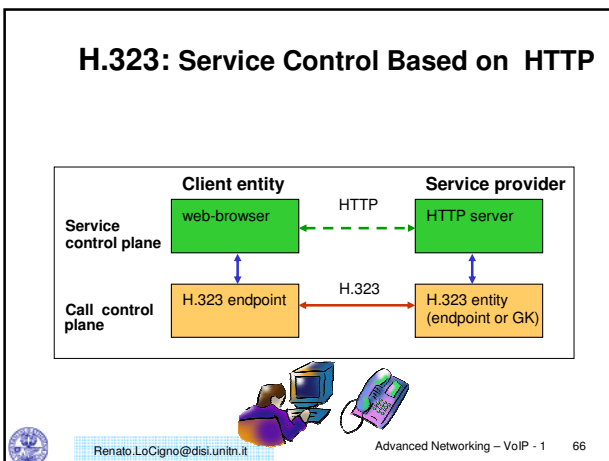 H.323: Service Control Based on HTTP
Client entity
Service provider
Service
control plane
web-browser
HTTP
HTTP server
Call control
plane
H.323 endpoint
H.323
H.323 entity
(endpoint or GK)
Renato.LoCigno@disi.unitn.it
Advanced Networking – VoIP - 1
66